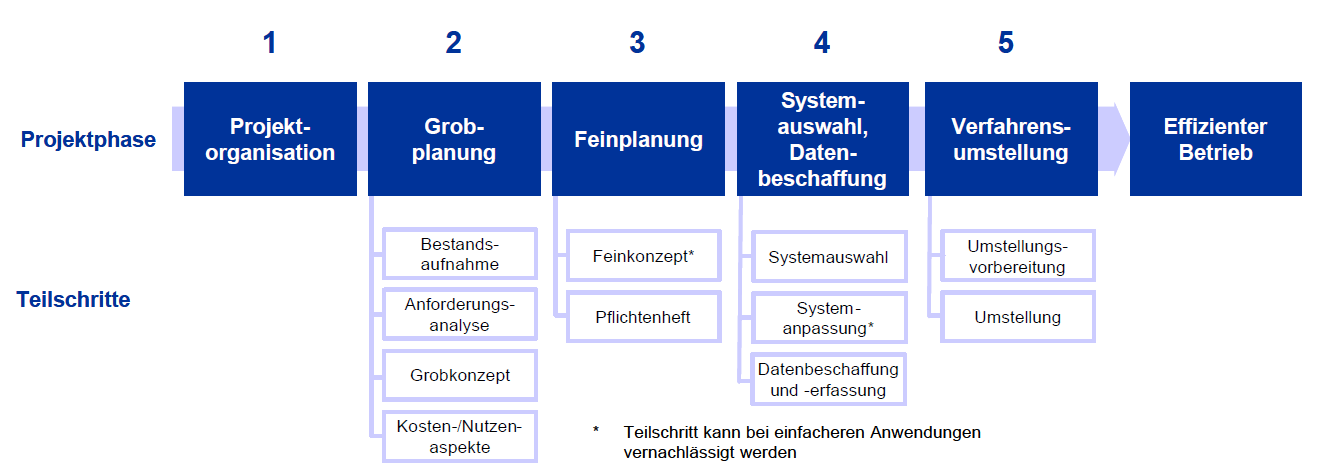 1
2
3
4
5
Projektphase
Projekt-
organisation
Grob-
planung
Feinplanung
System-
auswahl,
Daten-
beschaffung
Verfahrens-
umstellung
Effizienter
Betrieb
Teilschritte
Bestands-
aufnahme
Anforderungs-
analyse
Grobkonzept
Kosten-/Nutzen-
aspekte
Feinkonzept*
Pflichtenheft
Systemauswahl
System-
anpassung*
Datenbeschaffung
und -erfassung
Umstellungs-
vorbereitung
Umstellung
* Teilschritt kann bei einfacheren Anwendungen
vernachlässigt werden